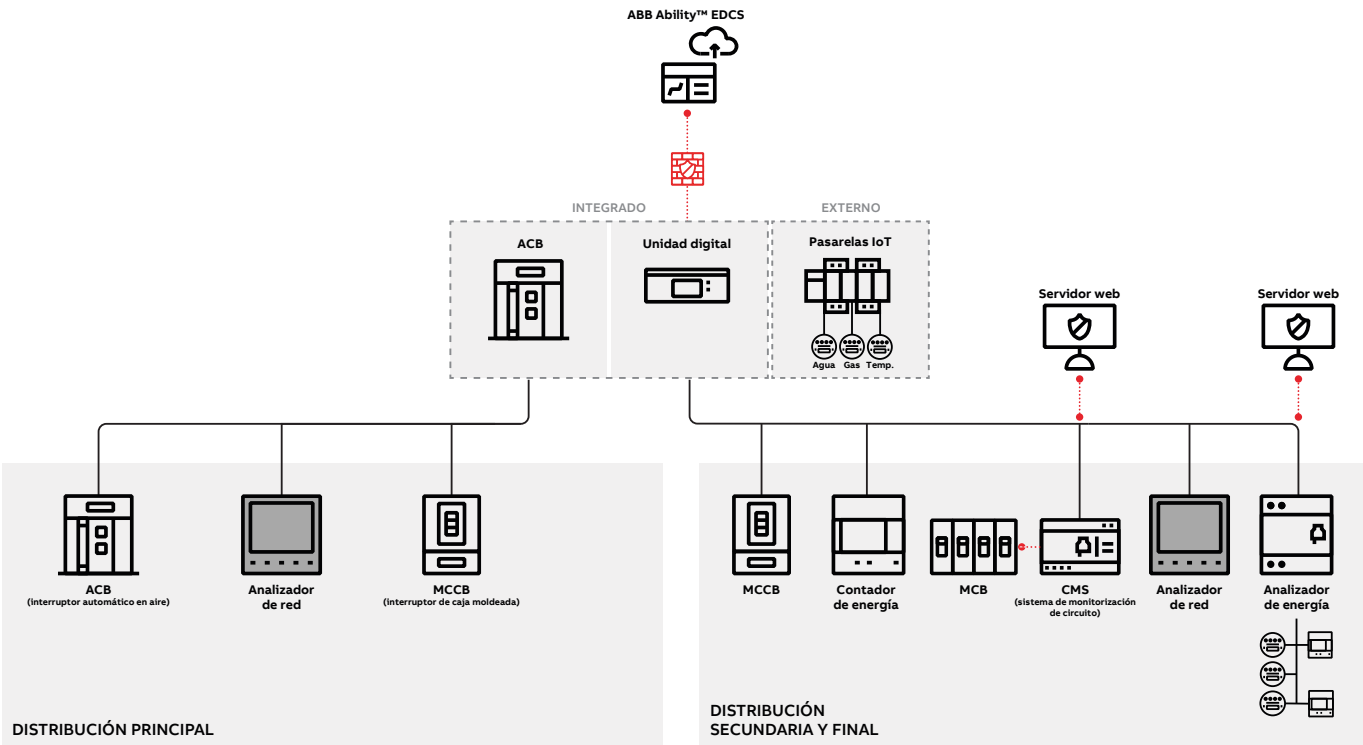 ABB Ability™ EDCS
INTEGRADO
EXTERNO
ACB
Unidad digital
Pasarelas IoT
Agua
Gas
Temp.
Servidor web
Servidor web
ACB
(interruptor automático en aire)
Analizador
de red
MCCB
(interruptor de caja moldeada)
DISTRIBUCIÓN PRINCIPAL
MCCB
Contador
de energía
MCB
CMS
(sistema de monitorización
de circuito)
Analizador
de red
Analizador
de energía
DISTRIBUCIÓN
SECUNDARIA Y FINAL